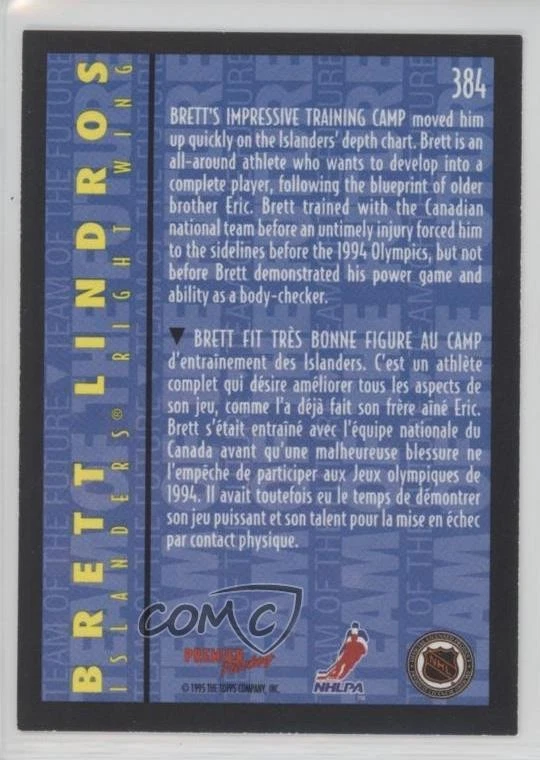 384
BRETT LINDROS
ISLANDERS® RIGHT WING
BRETT'S IMPRESSIVE TRAINING CAMP moved him
up quickly on the Islanders' depth chart. Brett is an
all-around athlete who wants to develop into a
complete player, following the blueprint of older
brother Eric. Brett trained with the Canadian
national team before an untimely injury forced him
to the sidelines before the 1994 Olympics, but not
before Brett demonstrated his power game and
ability as a body-checker.
▼ BRETT FIT TRÈS BONNE FIGURE AU CAMP
d'entraînement des Islanders. C'est un athlète
complet qui désire améliorer tous les aspects de
son jeu, comme l'a déjà fait son frère aîné Eric.
Brett s'était entraîné avec l'équipe nationale du
Canada avant qu'une malheureuse blessure ne
l'empêche de participer aux Jeux olympiques de
1994. Il avait toutefois eu le temps de démontrer
son jeu puissant et son talent pour la mise en échec
par contact physique.
COMC
PREMIER
© 1995 THE TOPPS COMPANY, INC.
NHLPA
NHL
TEAM OF THE FUTURE